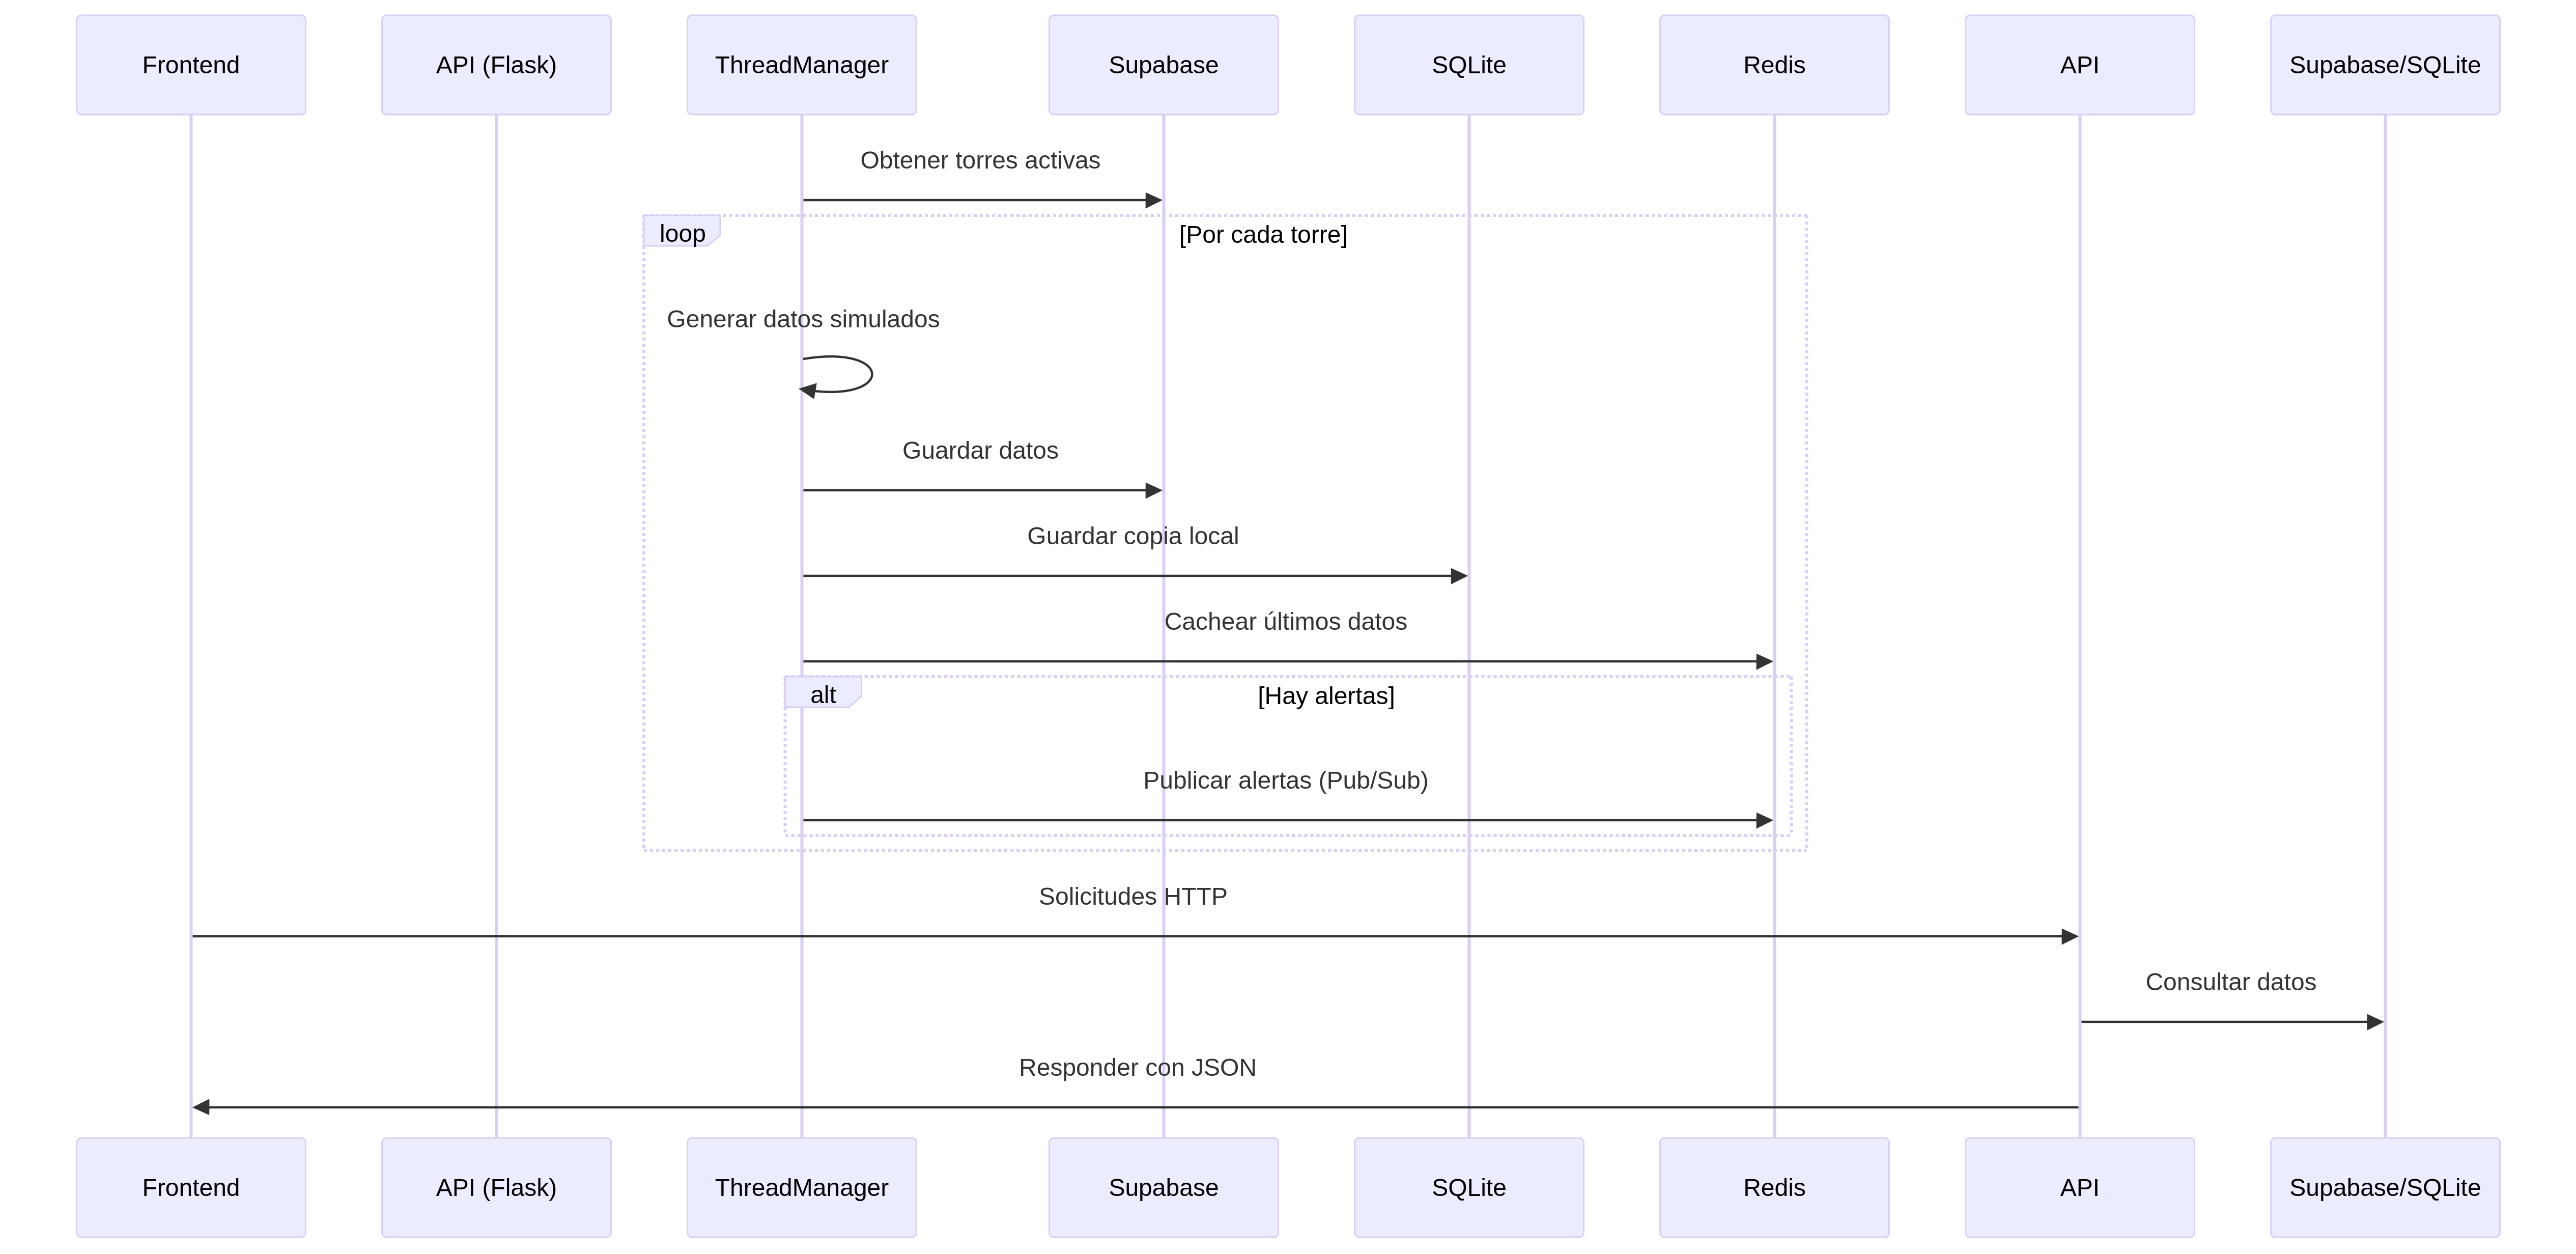 Frontend
API (Flask)
ThreadManager
Supabase
SQLite
Redis
API
Supabase/SQLite
Obtener torres activas
loop
[Por cada torre]
Generar datos simulados
Guardar datos
Guardar copia local
Cachear últimos datos
alt
[Hay alertas]
Publicar alertas (Pub/Sub)
Solicitudes HTTP
Consultar datos
Responder con JSON
Frontend
API (Flask)
ThreadManager
Supabase
SQLite
Redis
API
Supabase/SQLite